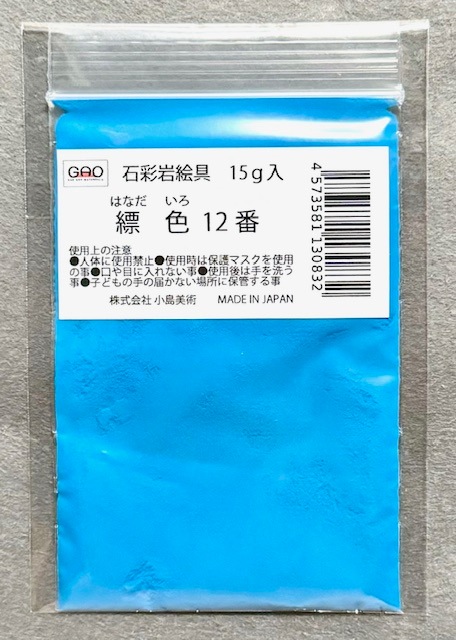 GAO
石彩岩絵具 15g入
はなだ いろ
縹 色 12番
使用上の注意
●人体に使用禁止●使用時は保護マスクを使用
の事●口や目に入れない事●使用後は手を洗う
事●子どもの手の届かない場所に保管する事
株式会社 小島美術 MADE IN JAPAN
4 573581 130832